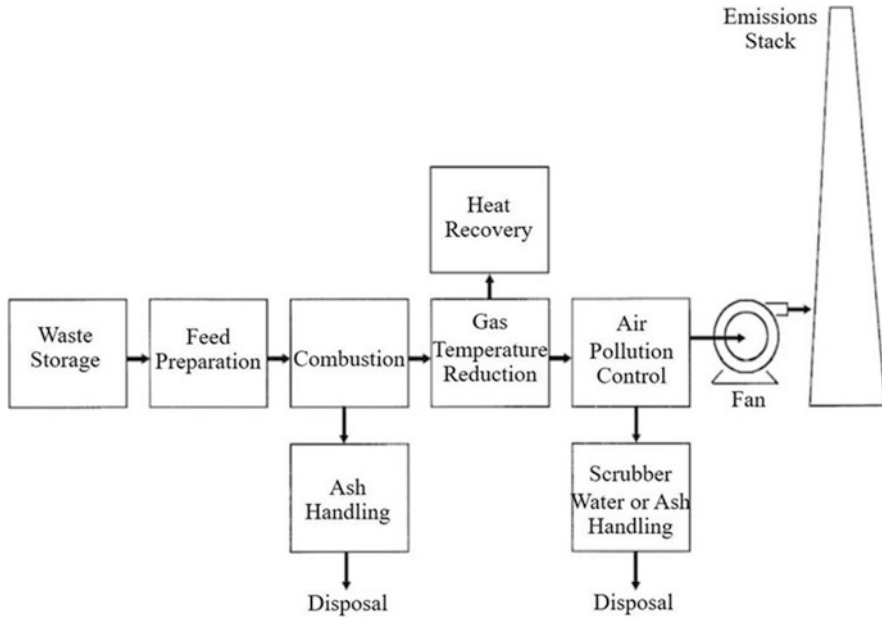 Emissions
Stack
Heat
Recovery
Waste
Storage
Feed
Preparation
Combustion
Gas
Temperature
Reduction
Air
Pollution
Control
Fan
Ash
Handling
Scrubber
Water or Ash
Handling
Disposal
Disposal